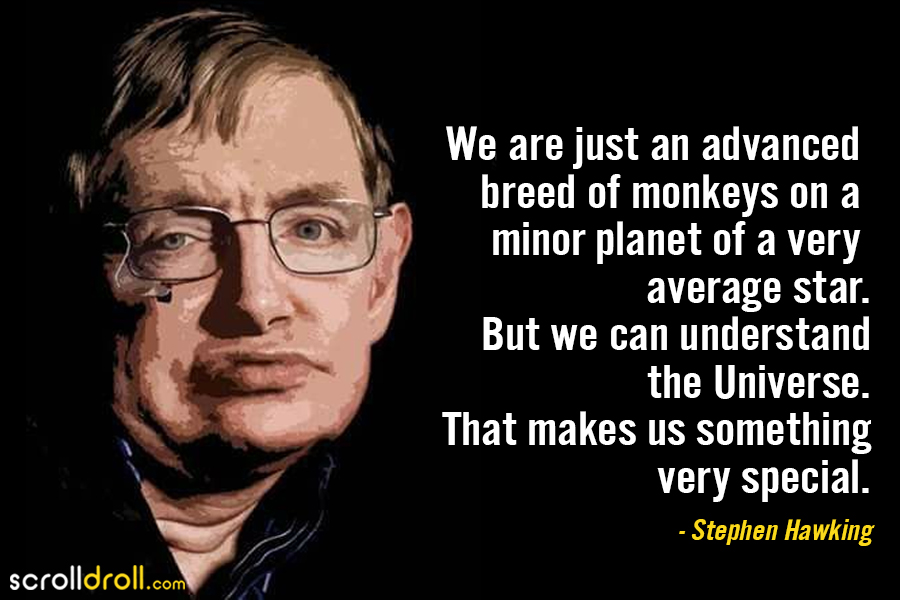 We are just an advanced
breed of monkeys on a
minor planet of a very
average star.
But we can understand
the Universe.
That makes us something
very special.
- Stephen Hawking
scrolldroll.com